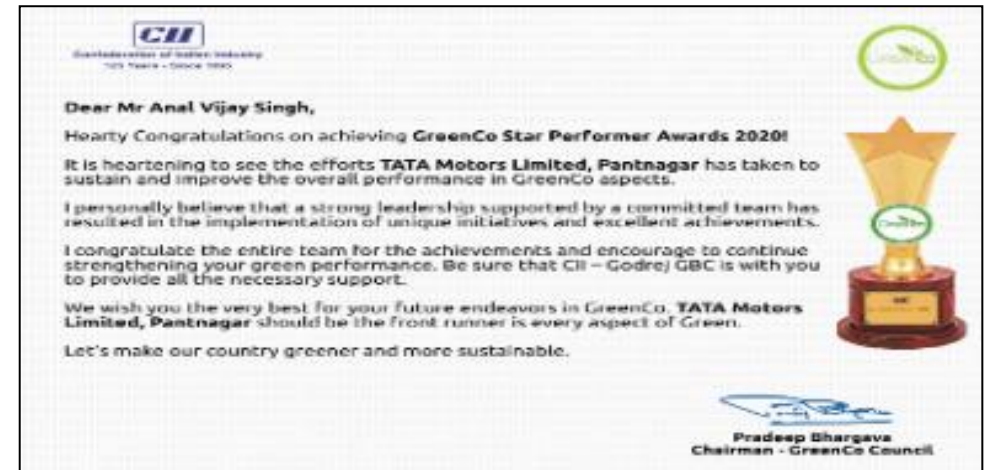 CII
Confederation of Indian Industry
125 Years - Since 1895
Dear Mr Anal Vijay Singh,
Hearty Congratulations on achieving GreenCo Star Performer Awards 2020!
It is heartening to see the efforts TATA Motors Limited, Pantnagar has taken to
sustain and improve the overall performance in GreenCo aspects.
I personally believe that a strong leadership supported by a committed team has
resulted in the implementation of unique initiatives and excellent achievements.
I congratulate the entire team for the achievements and encourage to continue
strengthening your green performance. Be sure that CII – Godrej GBC is with you
to provide all the necessary support.
We wish you the very best for your future endeavors in GreenCo. TATA Motors
Limited, Pantnagar should be the front runner is every aspect of Green.
Let's make our country greener and more sustainable.
Pradeep Bhargava
Chairman - GreenCo Council